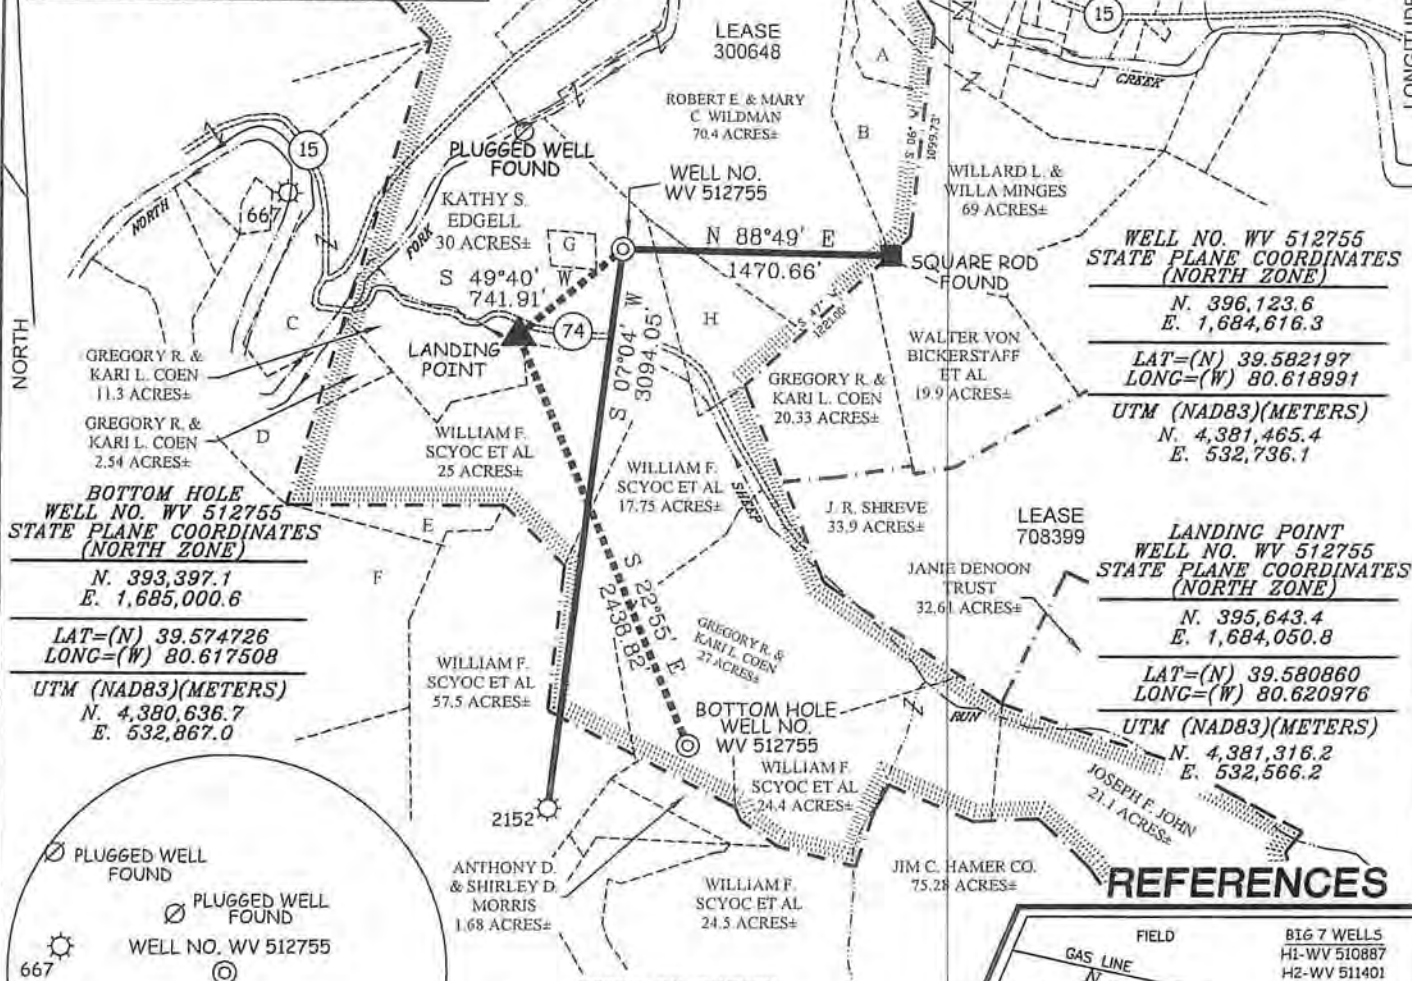 15
LONGITUDE
LEASE
300648
A
CREEK
ROBERT E. & MARY
C. WILDMAN
70.4 ACRES±
B
S 06°
1099.73'
15
PLUGGED WELL
FOUND
WELL NO.
WV 512755
WILLARD L. &
WILLA MINGES
69 ACRES±
667
NORTH
KATHY S.
EDGELL
30 ACRES±
FORK
G
N 88°49' E
1470.66'
SQUARE ROD
FOUND
WELL NO. WV 512755
STATE PLANE COORDINATES
(NORTH ZONE)
N. 396,123.6
E. 1,684,616.3
LAT=(N) 39.582197
LONG=(W) 80.618991
UTM (NAD83)(METERS)
N. 4,381,465.4
E. 532,736.1
S 49°40' W
741.91'
NORTH
C
74
H
S 07°04' W
3094.05'
1221.00'
WALTER VON
BICKERSTAFF
ET AL
19.9 ACRES±
LANDING
POINT
GREGORY R. &
KARI L. COEN
11.3 ACRES±
GREGORY R. &
KARI L. COEN
20.33 ACRES±
GREGORY R. &
KARI L. COEN
2.54 ACRES±
D
WILLIAM F.
SCYOC ET AL
25 ACRES±
WILLIAM F.
SCYOC ET AL
17.75 ACRES±
SHEEP
J. R. SHREVE
33.9 ACRES±
LEASE
708399
BOTTOM HOLE
WELL NO. WV 512755
STATE PLANE COORDINATES
(NORTH ZONE)
N. 393,397.1
E. 1,685,000.6
LAT=(N) 39.574726
LONG=(W) 80.617508
UTM (NAD83)(METERS)
N. 4,380,636.7
E. 532,867.0
E
F
LANDING POINT
WELL NO. WV 512755
STATE PLANE COORDINATES
(NORTH ZONE)
N. 395,643.4
E. 1,684,050.8
LAT=(N) 39.580860
LONG=(W) 80.620976
UTM (NAD83)(METERS)
N. 4,381,316.2
E. 532,566.2
JANIE DENOON
TRUST
32.61 ACRES±
S 22°55' E
2438.82'
GREGORY R. &
KARI L. COEN
27 ACRES±
WILLIAM F.
SCYOC ET AL
57.5 ACRES±
BOTTOM HOLE
WELL NO.
WV 512755
RUN
WILLIAM F.
SCYOC ET AL
24.4 ACRES±
JOSEPH F. JOHN
21.1 ACRES±
2152
ANTHONY D.
& SHIRLEY D.
MORRIS
1.68 ACRES±
WILLIAM F.
SCYOC ET AL
24.5 ACRES±
JIM C. HAMER CO.
75.28 ACRES±
PLUGGED WELL
FOUND
PLUGGED WELL
FOUND
667
WELL NO. WV 512755
REFERENCES
FIELD
GAS LINE
BIG 7 WELLS
H1-WV 510887
H2-WV 511401